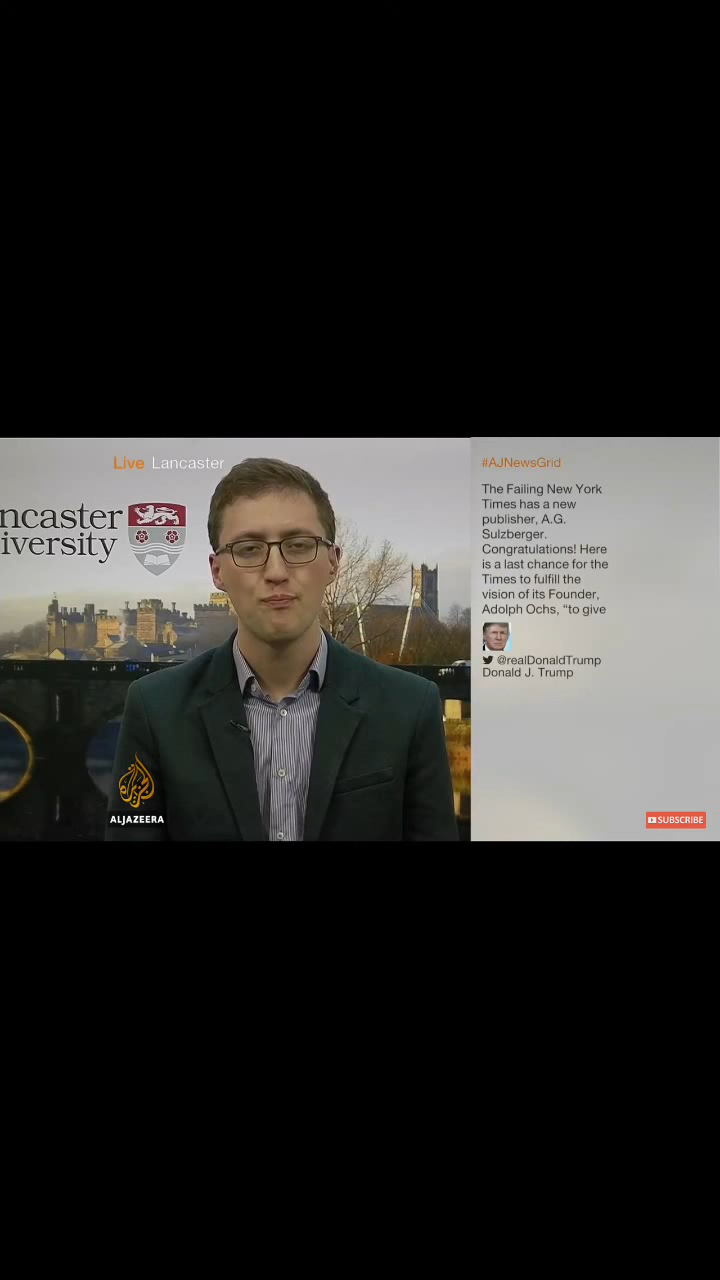 Live Lancaster
ncaster
iversity
#AJNewsGrid
The Failing New York
Times has a new
publisher, A.G.
Sulzberger.
Congratulations! Here
is a last chance for the
Times to fulfill the
vision of its Founder,
Adolph Ochs, “to give
@realDonaldTrump
Donald J. Trump
ALJAZEERA
SUBSCRIBE